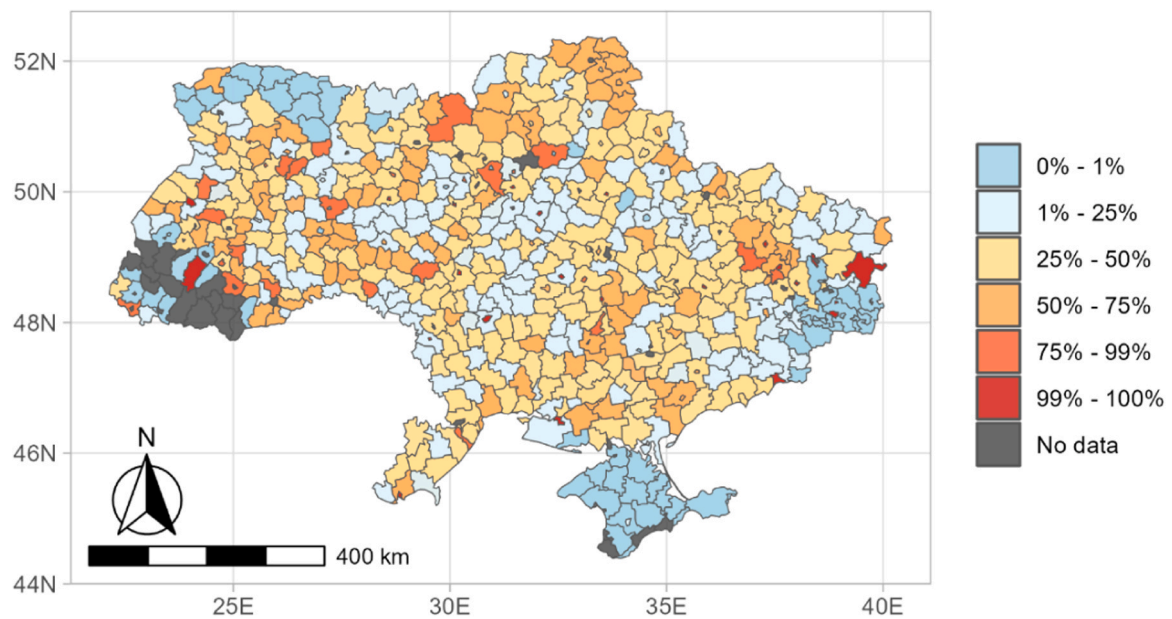 52N
50N
48N
46N
44N
25E
30E
35E
40E
N
400 km
0% - 1%
1% - 25%
25% - 50%
50% - 75%
75% - 99%
99% - 100%
No data